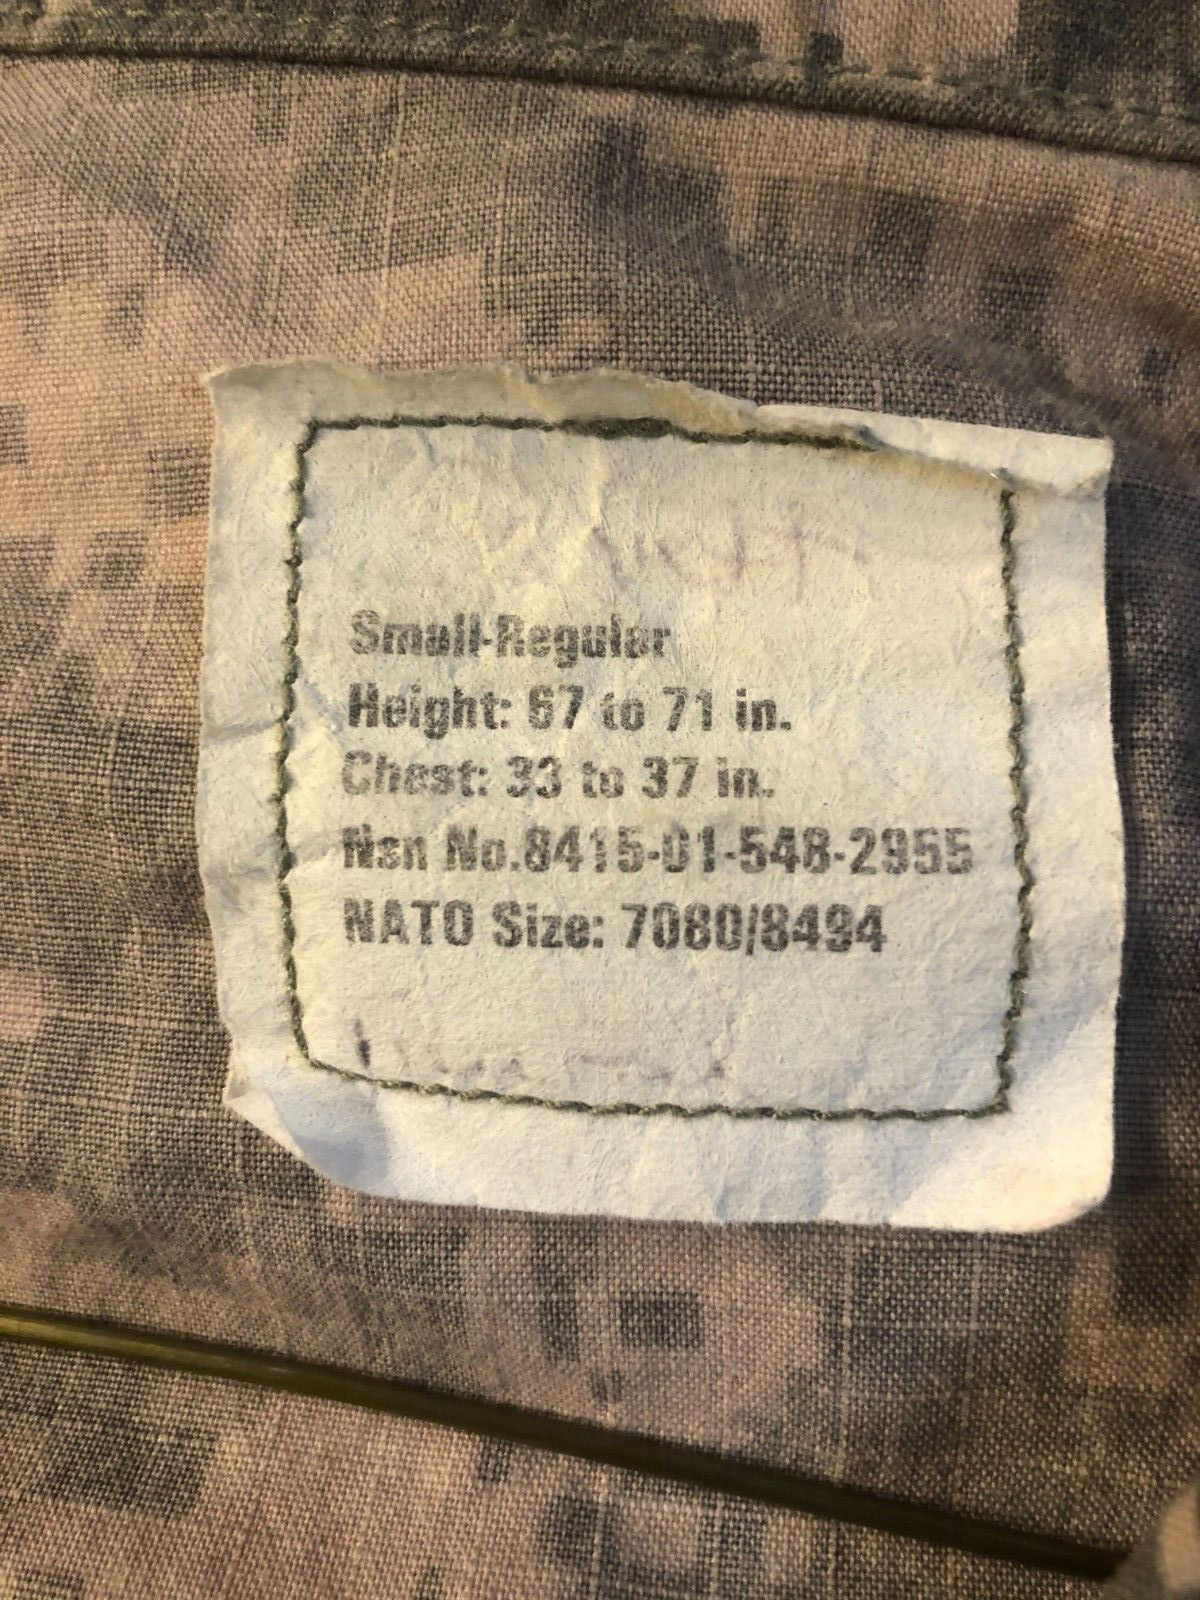 Small-Regular
Height: 67 to 71 in.
Chest: 33 to 37 in.
Nsn No.8415-01-548-2955
NATO Size: 7080/8494